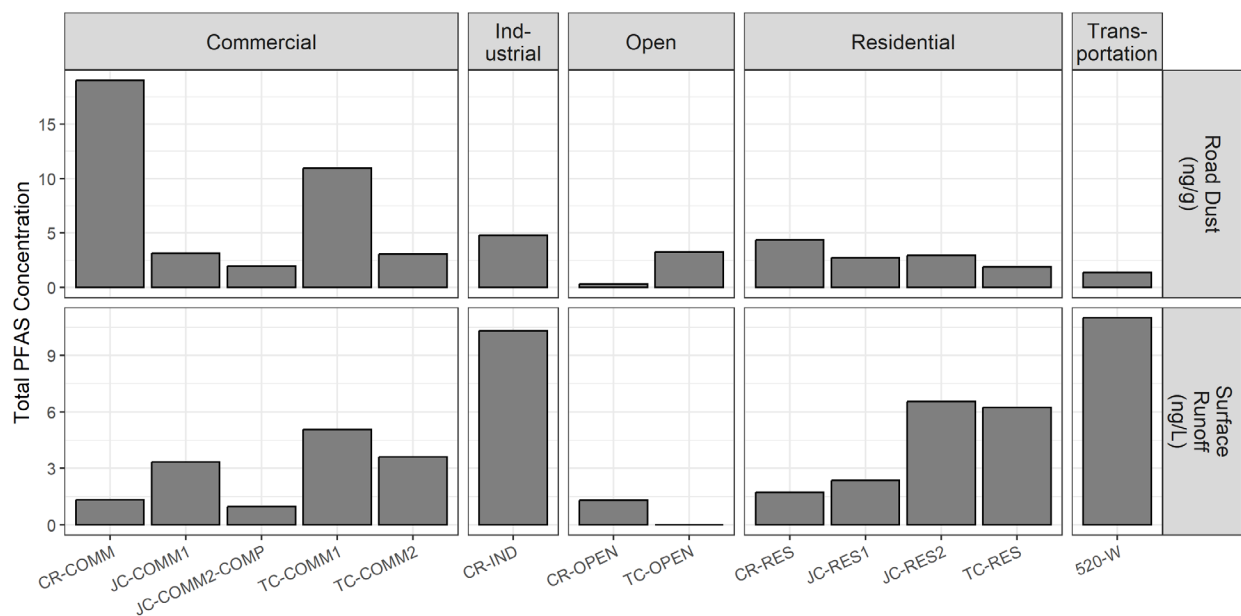 Commercial
Ind-
ustrial
Open
Residential
Trans-
portation
Total PFAS Concentration
15
10
5
0
Road Dust
(ng/g)
9
6
3
0
Surface
Runoff
(ng/L)
CR-COMM
JC-COMM1
JC-COMM2-COMP
TC-COMM1
TC-COMM2
CR-IND
CR-OPEN
TC-OPEN
CR-RES
JC-RES1
JC-RES2
TC-RES
520-W